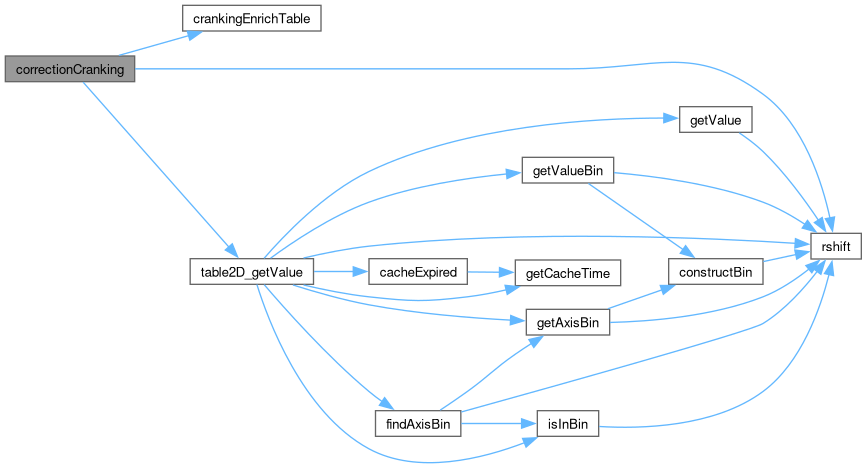 crankingEnrichTable
correctionCranking
getValue
getValueBin
rshift
table2D_getValue
cacheExpired
getCacheTime
constructBin
getAxisBin
findAxisBin
isInBin